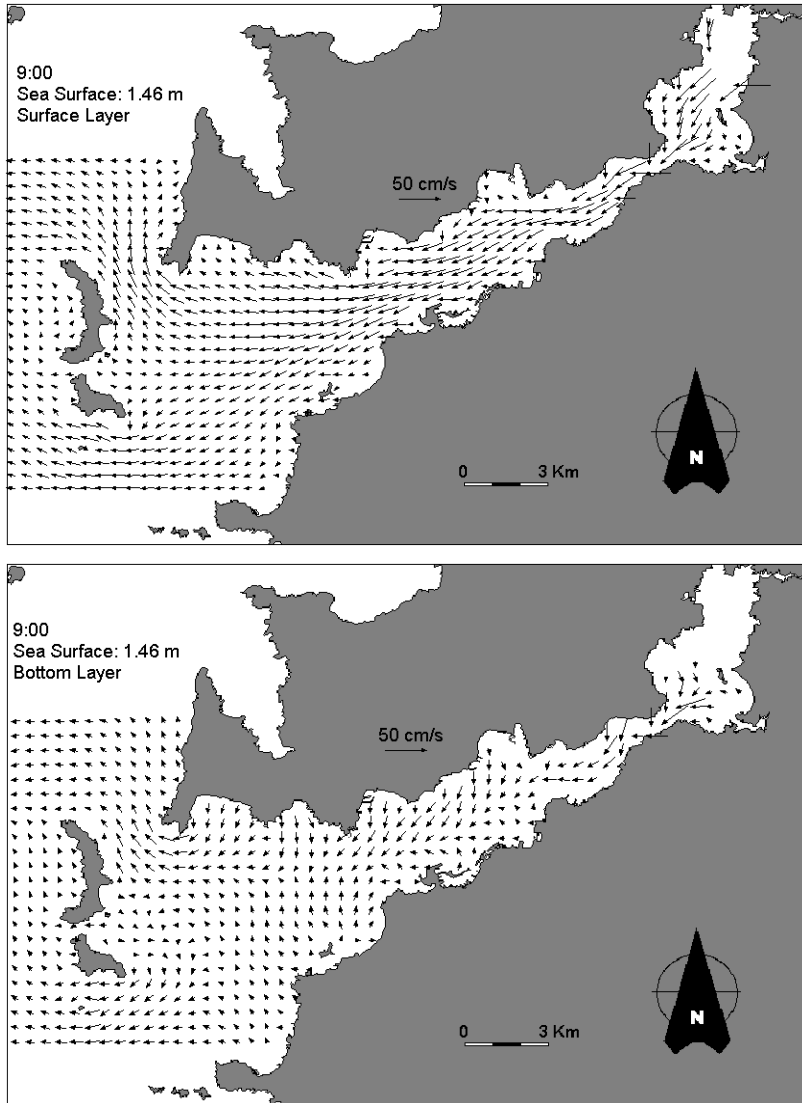 9:00
Sea Surface: 1.46 m
Surface Layer
50 cm/s
N
0 3 Km
9:00
Sea Surface: 1.46 m
Bottom Layer
50 cm/s
N
0 3 Km